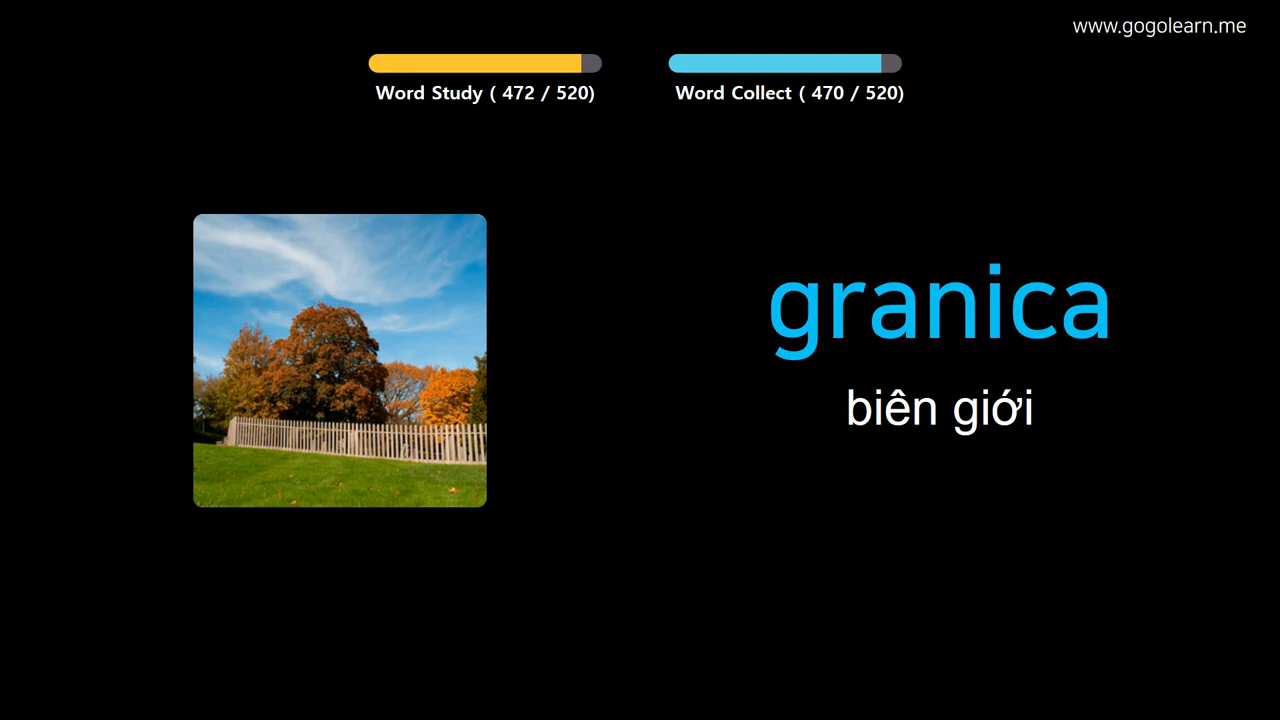 www.gogolearn.me
Word Study ( 472 / 520)
Word Collect ( 470 / 520)
granica
biên giới